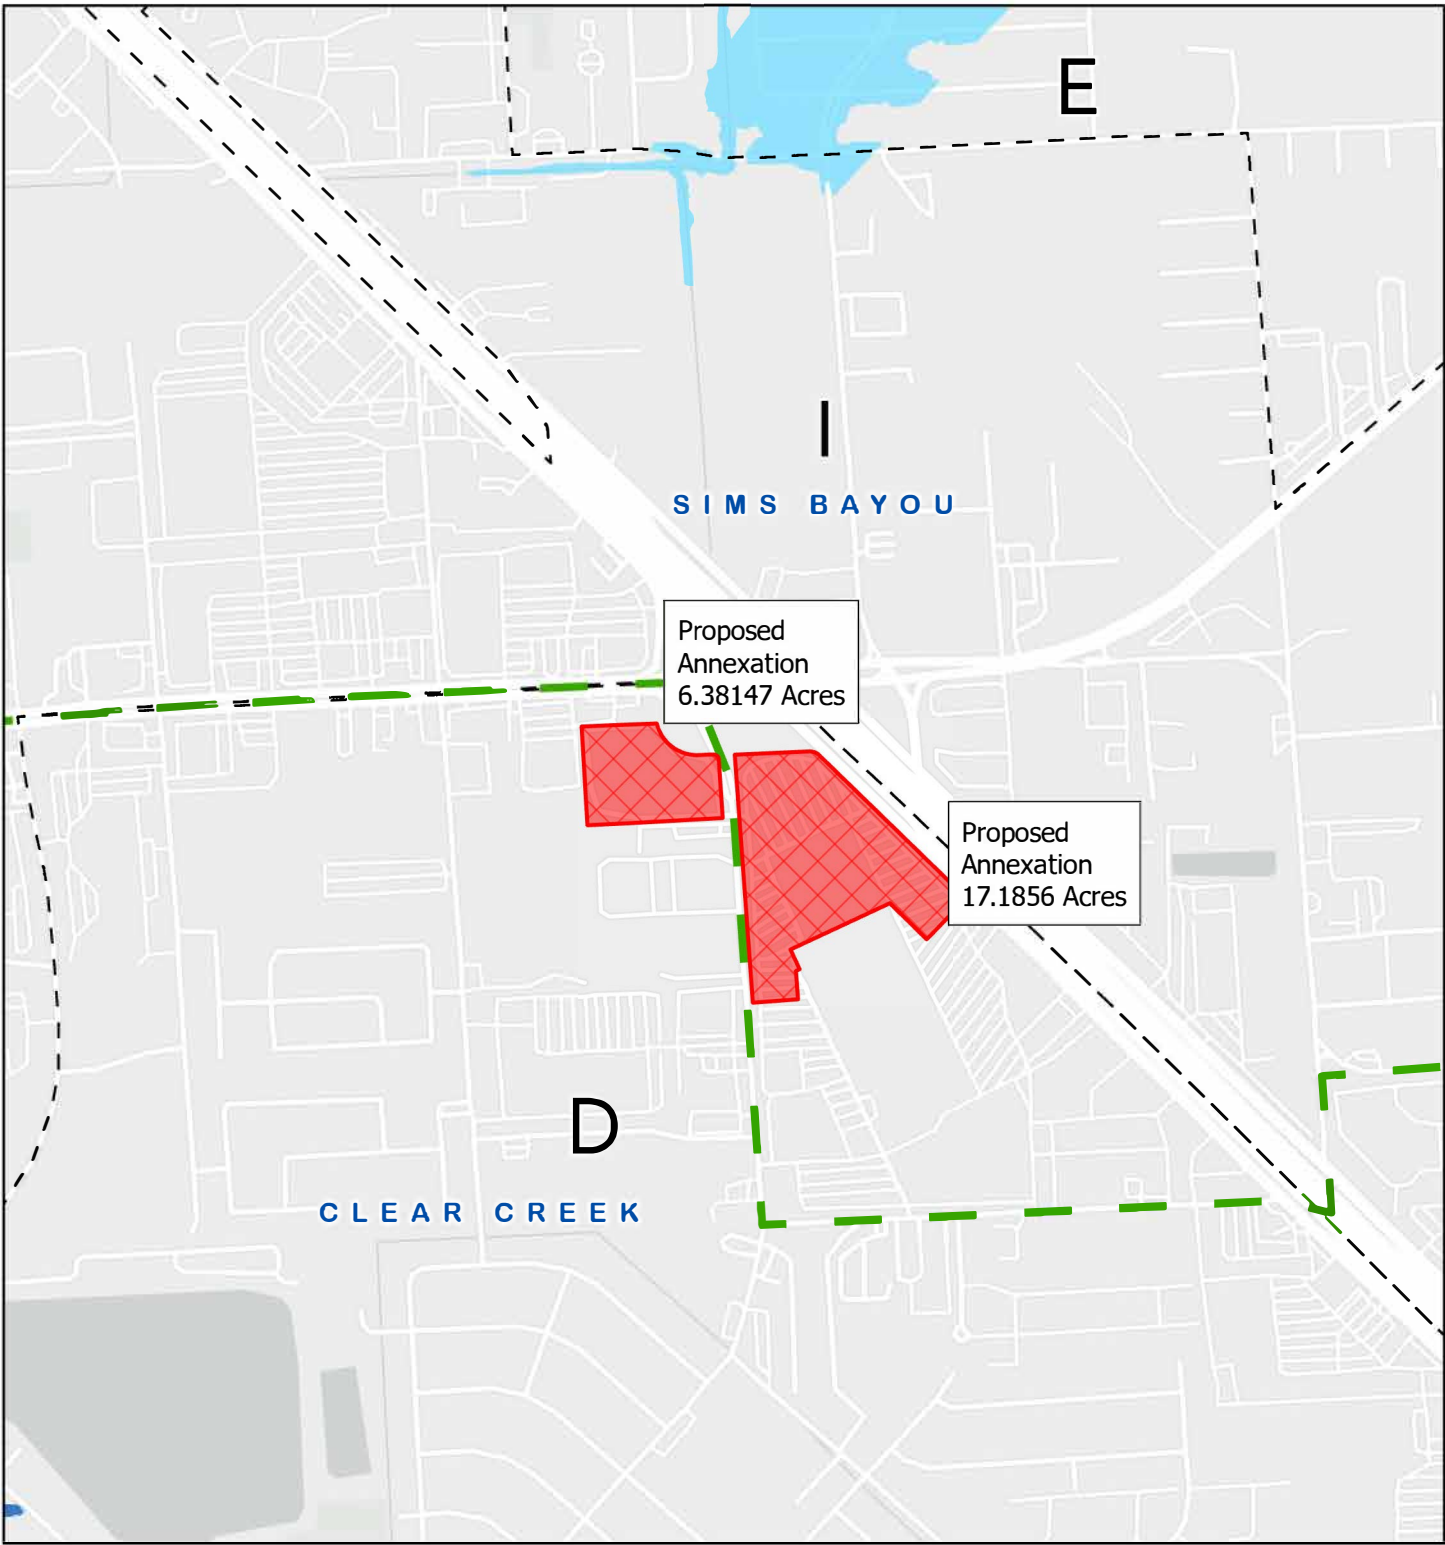 E
I
SIMS BAYOU
Proposed
Annexation
6.38147 Acres
Proposed
Annexation
17.1856 Acres
D
CLEAR CREEK